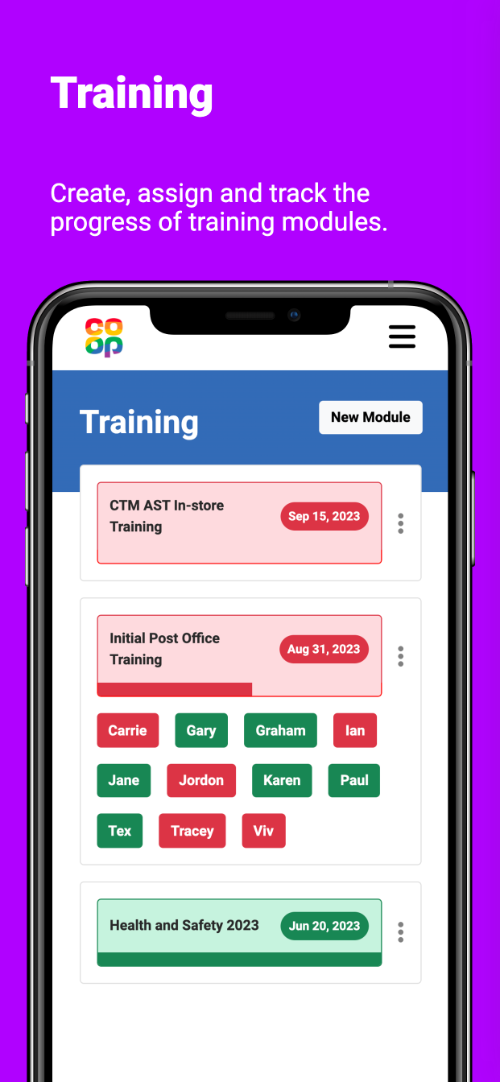 Training
Create, assign and track the
progress of training modules.
co
op
Training
New Module
CTM AST In-store
Training
Sep 15, 2023
Initial Post Office
Training
Aug 31, 2023
Carrie Gary Graham Ian
Jane Jordon Karen Paul
Tex Tracey Viv
Health and Safety 2023
Jun 20, 2023